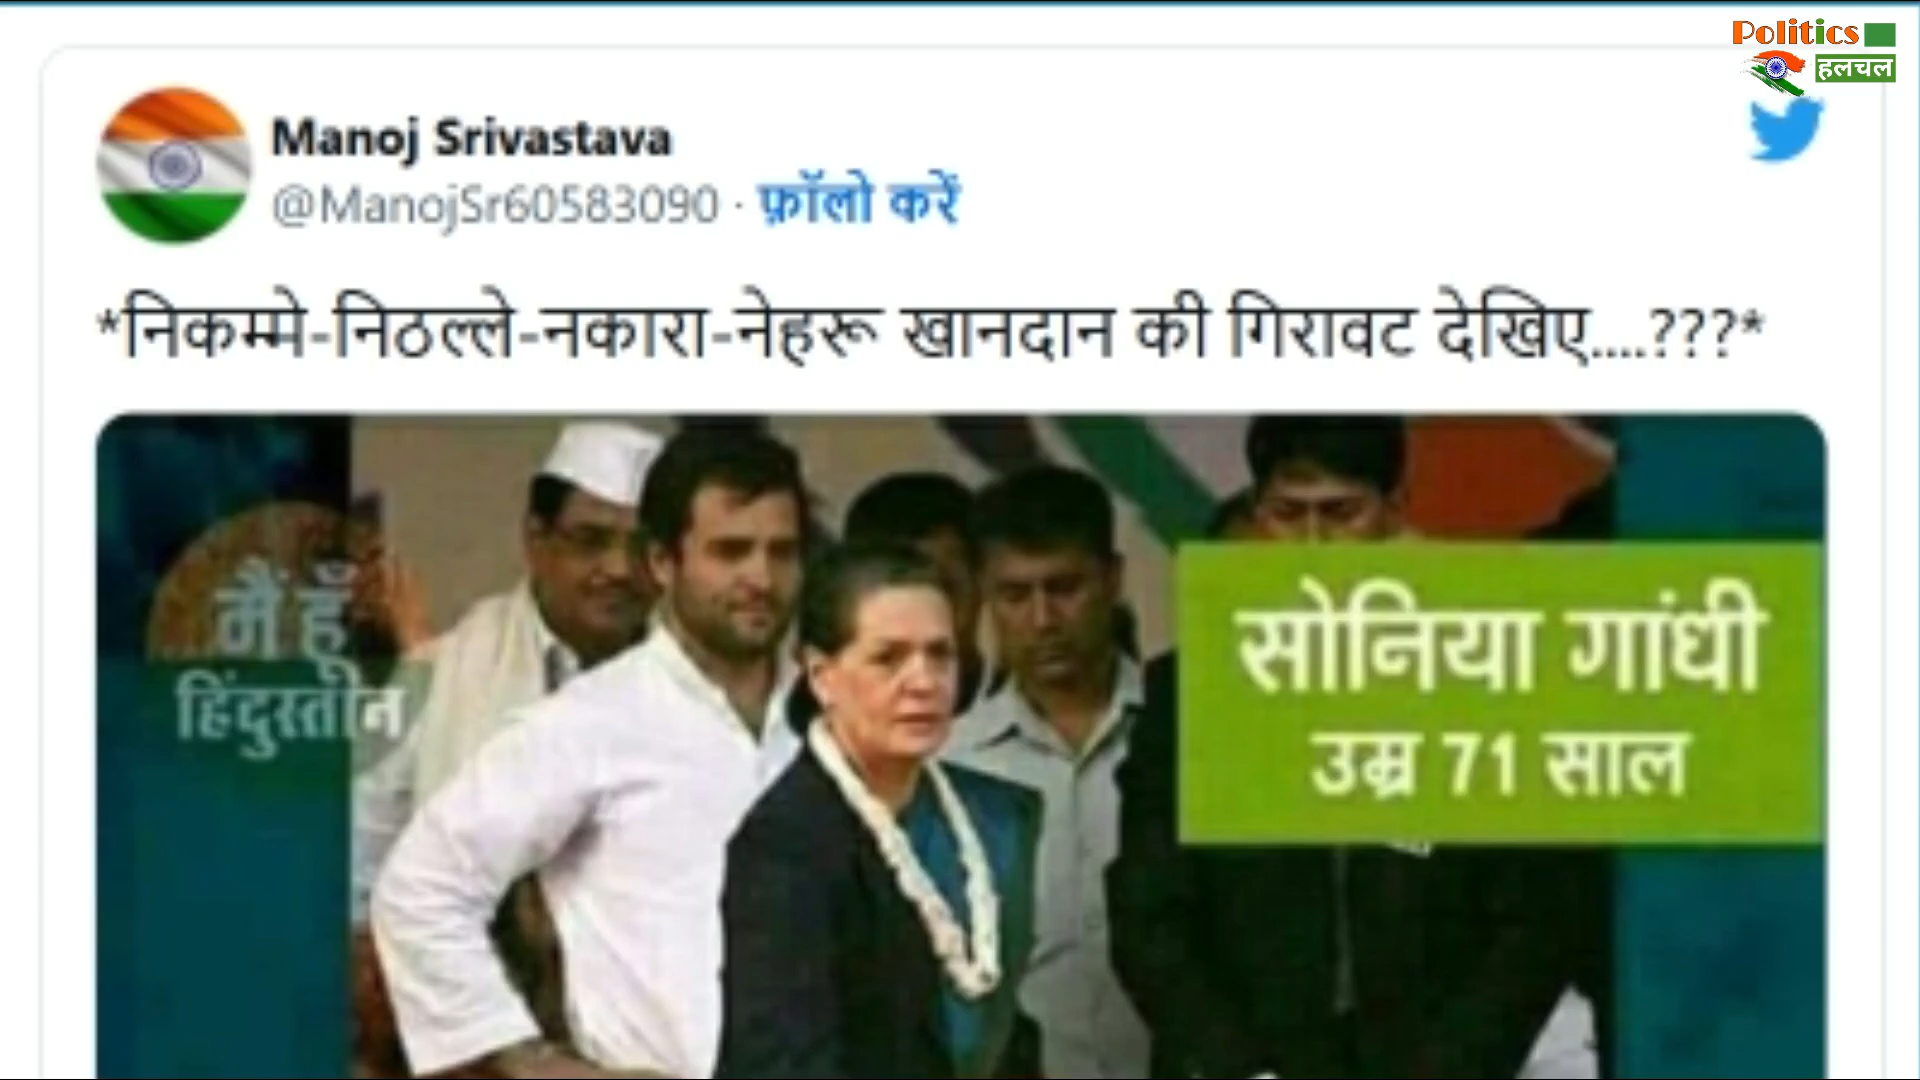 Politics
हलचल
Manoj Srivastava
@ManojSr60583090 · फ़ॉलो करें
*निकम्मे-निठल्ले-नकारा-नेहरू खानदान की गिरावट देखिए....???*
मैं हूँ
हिंदुस्तान
सोनिया गांधी
उम्र 71 साल